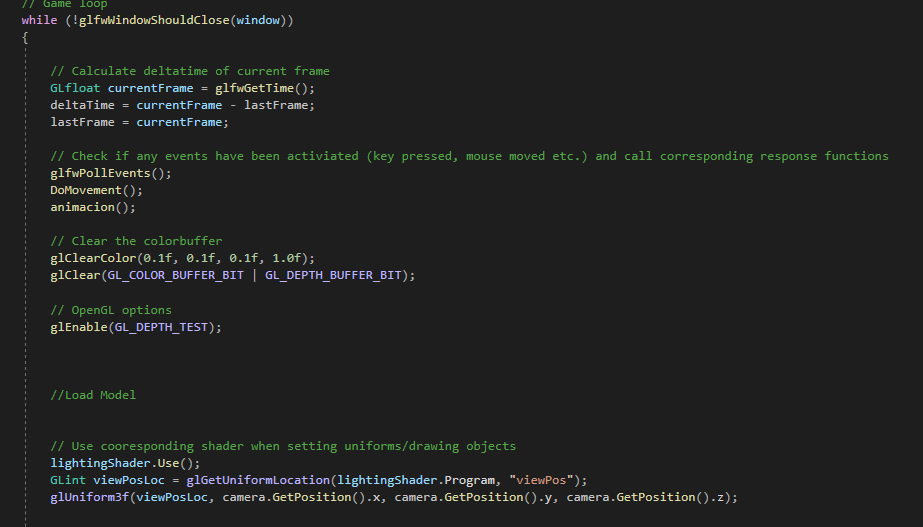 // Game loop
while (!glfwWindowShouldClose(window))
{
// Calculate deltatime of current frame
GLfloat currentFrame = glfwGetTime();
deltaTime = currentFrame - lastFrame;
lastFrame = currentFrame;
// Check if any events have been activiated (key pressed, mouse moved etc.) and call corresponding response functions
glfwPollEvents();
DoMovement();
animacion();
// Clear the colorbuffer
glClearColor(0.1f, 0.1f, 0.1f, 1.0f);
glClear(GL_COLOR_BUFFER_BIT | GL_DEPTH_BUFFER_BIT);
// OpenGL options
glEnable(GL_DEPTH_TEST);
//Load Model
// Use cooresponding shader when setting uniforms/drawing objects
lightingShader.Use();
GLint viewPosLoc = glGetUniformLocation(lightingShader.Program, "viewPos");
glUniform3f(viewPosLoc, camera.GetPosition().x, camera.GetPosition().y, camera.GetPosition().z);